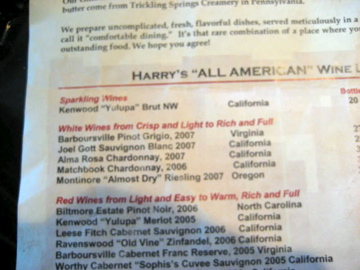 butter come from Trickling Springs Creamery in Pennsylvania.
We prepare uncomplicated, fresh, flavorful dishes, served meticulously in a
call it "comfortable dining." It's that rare combination of a place where yo
outstanding food. We hope you agree!
HARRY'S "ALL AMERICAN" WINE L
Bottle
Sparkling Wines
Kenwood "Yulupa" Brut NW California 20
White Wines from Crisp and Light to Rich and Full
Barboursville Pinot Grigio, 2007 Virginia
Joel Gott Sauvignon Blanc 2007 California
Alma Rosa Chardonnay, 2007 California
Matchbook Chardonnay, 2006 California
Montinore "Almost Dry" Riesling 2007 Oregon
Red Wines from Light and Easy to Warm, Rich and Full
Biltmore Estate Pinot Noir, 2006 North Carolina
Kenwood "Yulupa" Merlot 2005 California
Leese Fitch Cabernet Sauvignon 2006 California
Ravenswood "Old Vine" Zinfandel, 2006 California
Barboursville Cabernet Franc Reserve, 2005 Virginia
Worthy Cabernet "Sophis's Cuvee Sauvignon 2005 California